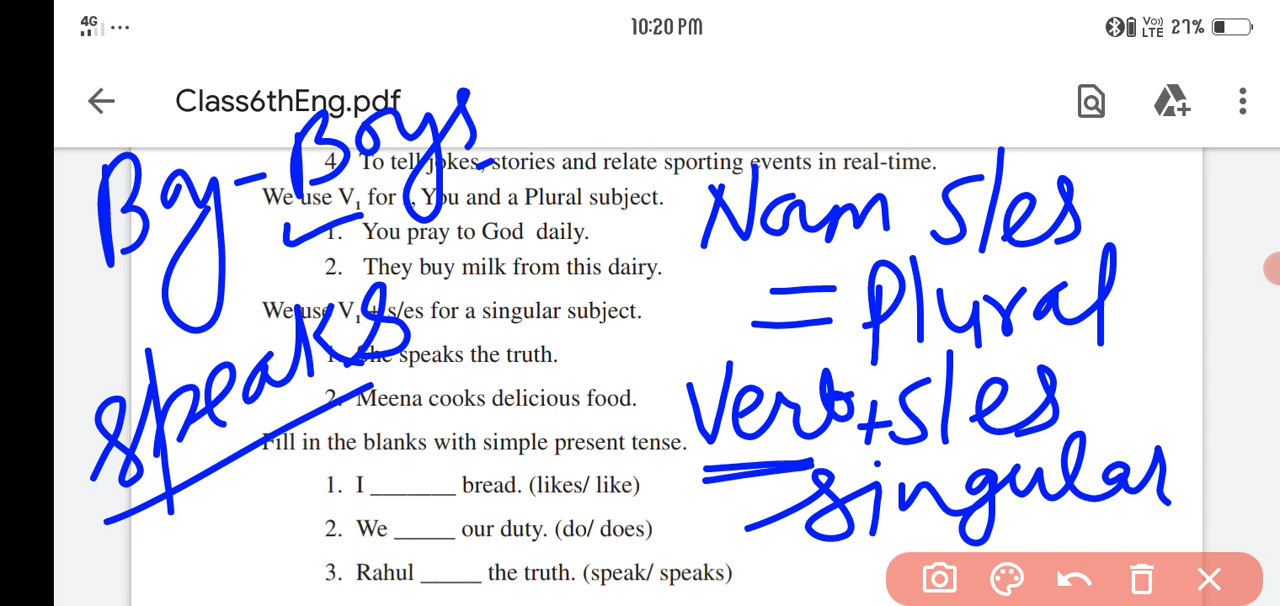 4G ... 10:20 PM Vo)) LTE 27%
Class6thEng.pdf
4. To tell jokes, stories and relate sporting events in real-time.
We use V1 for I, You and a Plural subject.
1. You pray to God daily.
2. They buy milk from this dairy.
We use V1 + s/es for a singular subject.
1. She speaks the truth.
2. Meena cooks delicious food.
Fill in the blanks with simple present tense.
1. I _______ bread. (likes/ like)
2. We _____ our duty. (do/ does)
3. Rahul _____ the truth. (speak/ speaks)
Boy - Boys
speaks
Noun s/es
= plural
Verb + s/es
singular